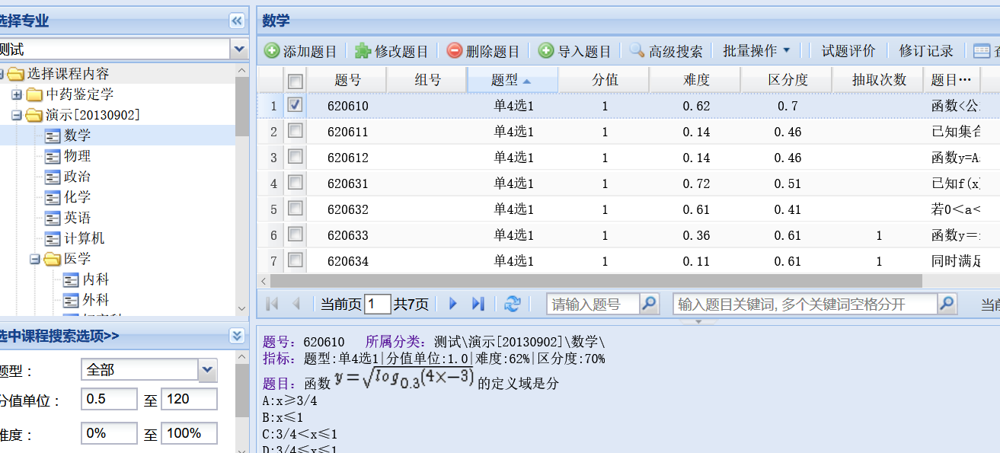 选择专业
测试
选择课程内容
中药鉴定学
演示[20130902]
数学
物理
政治
化学
英语
计算机
医学
内科
外科
选中课程搜索选项>>
题型：
全部
分值单位：
0.5 至 120
难度：
0% 至 100%
数学
添加题目 修改题目 删除题目 导入题目 高级搜索 批量操作 试题评价 修订记录
题号 组号 题型 分值 难度 区分度 抽取次数 题目…
1 620610 单4选1 1 0.62 0.7 函数<公
2 620611 单4选1 1 0.14 0.46 已知集合
3 620612 单4选1 1 0.14 0.46 函数y=A
4 620631 单4选1 1 0.72 0.51 已知f(x)
5 620632 单4选1 1 0.61 0.41 若0＜a＜
6 620633 单4选1 1 0.36 0.61 1 函数y＝
7 620634 单4选1 1 0.11 0.61 1 同时满足
当前页 1 共7页 请输入题号 输入题目关键词, 多个关键词空格分开 当前
题号：620610 所属分类：测试\演示[20130902]\数学\
指标：题型:单4选1|分值单位:1.0|难度:62%|区分度:70%
题目：函数 y=√log0.3(4x-3) 的定义域是分
A:x≥3/4
B:x≤1
C:3/4＜x≤1
D:3/4≤x≤1